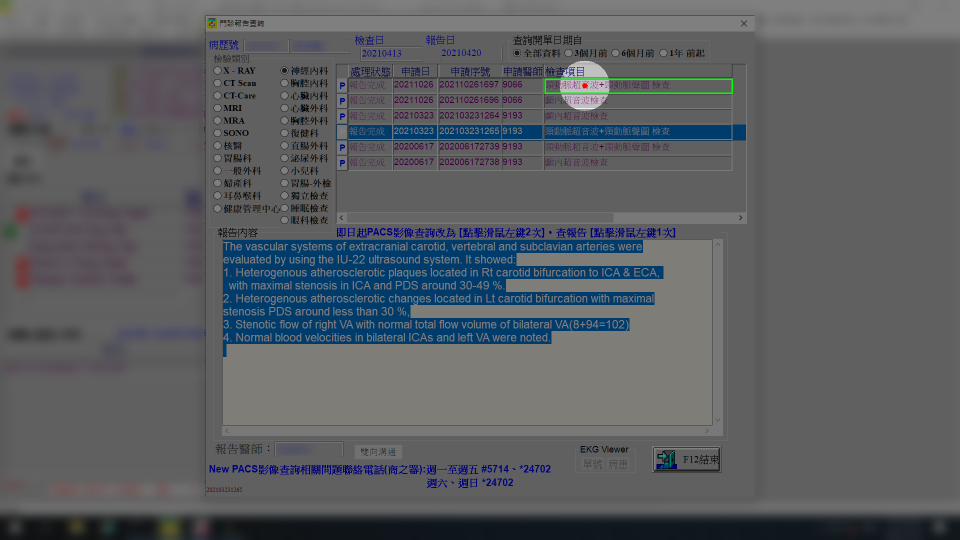 門診報告查詢
病歷號
檢查日
20210413
報告日
20210420
查詢開單日期自
全部資料 3個月前 6個月前 1年 前起
檢驗類別
X - RAY 神經內科
CT Scan 胸腔內科
CT-Care 心臟內科
MRI 心臟外科
MRA 胸腔外科
SONO 復健科
核醫 直腸外科
胃腸科 泌尿外科
一般外科 小兒科
婦產科 胃腸-外檢
耳鼻喉科 獨立檢查
健康管理中心 睡眠檢查
眼科檢查
處理狀態 申請日 申請序號 申請醫師 檢查項目
P 報告完成 20211026 202110261697 9066 頸動脈超音波+頸動脈聲圖 檢查
P 報告完成 20211026 202110261696 9066 顱內超音波檢查
P 報告完成 20210323 202103231264 9193 顱內超音波檢查
報告完成 20210323 202103231265 9193 頸動脈超音波+頸動脈聲圖 檢查
P 報告完成 20200617 202006172739 9193 頸動脈超音波+頸動脈聲圖 檢查
P 報告完成 20200617 202006172738 9193 顱內超音波檢查
報告內容
即日起PACS影像查詢改為 [點擊滑鼠左鍵2次]，查報告 [點擊滑鼠左鍵1次]
The vascular systems of extracranial carotid, vertebral and subclavian arteries were
evaluated by using the IU-22 ultrasound system. It showed:
1. Heterogenous atherosclerotic plaques located in Rt carotid bifurcation to ICA & ECA,
with maximal stenosis in ICA and PDS around 30-49 %.
2. Heterogenous atherosclerotic changes located in Lt carotid bifurcation with maximal
stenosis PDS around less than 30 %,
3. Stenotic flow of right VA with normal total flow volume of bilateral VA(8+94=102)
4. Normal blood velocities in bilateral ICAs and left VA were noted,
報告醫師：
雙向溝通
EKG Viewer
單號 病患
F12結束
New PACS影像查詢相關問題聯絡電話(商之器):週一至週五 #5714、*24702
週六、週日 *24702
202103231265